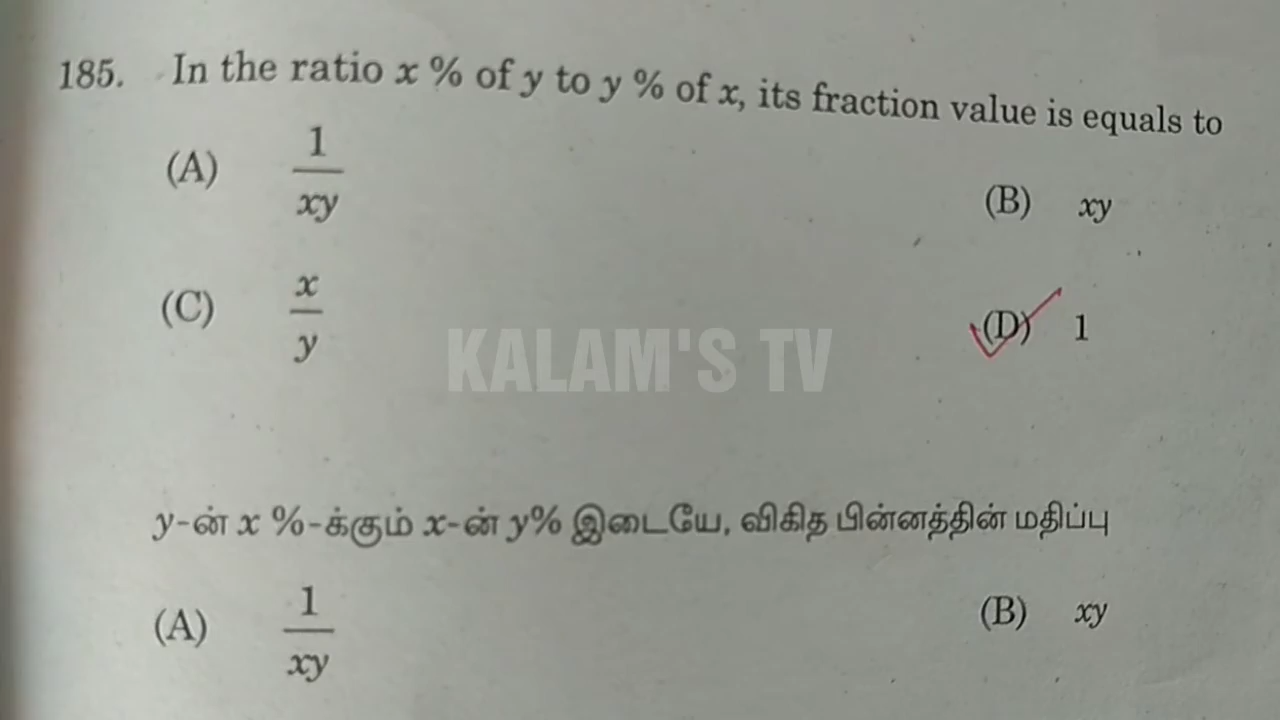 185. In the ratio x % of y to y % of x, its fraction value is equals to
(A) 1/xy (B) xy
(C) x/y (D) 1
KALAM'S TV
y-ன் x %-க்கும் x-ன் y% இடையே, விகித பின்னத்தின் மதிப்பு
(A) 1/xy (B) xy